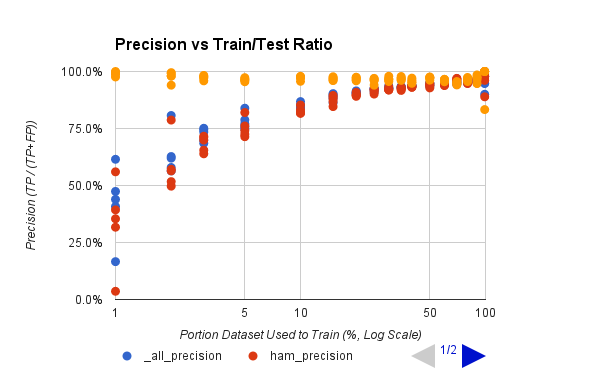 Precision vs Train/Test Ratio
100.0%
75.0%
50.0%
25.0%
0.0%
Precision (TP / (TP+FP))
1 5 10 50 100
Portion Dataset Used to Train (%, Log Scale)
_all_precision ham_precision 1/2